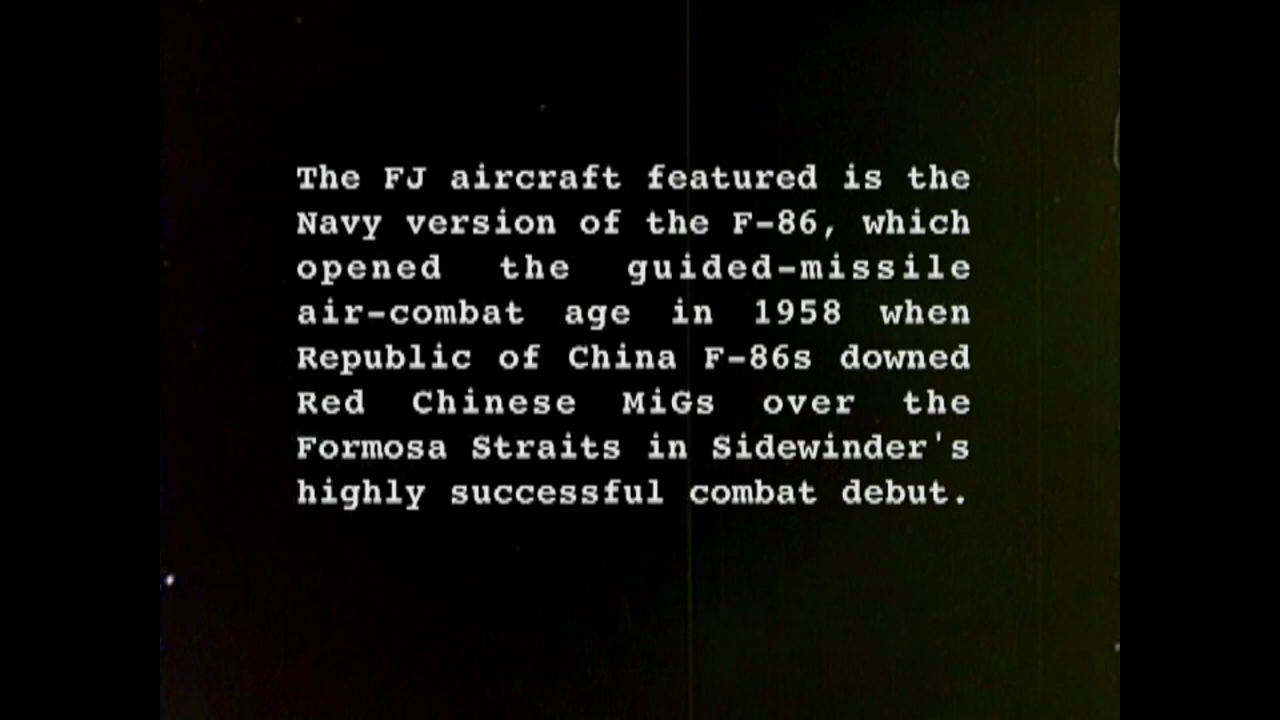 The FJ aircraft featured is the
Navy version of the F-86, which
opened the guided-missile
air-combat age in 1958 when
Republic of China F-86s downed
Red Chinese MiGs over the
Formosa Straits in Sidewinder's
highly successful combat debut.